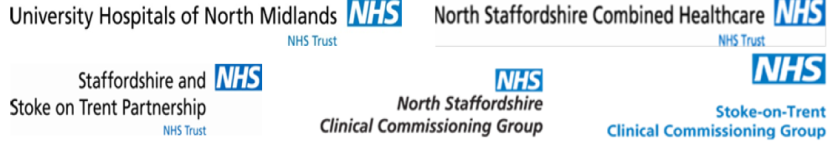 University Hospitals of North Midlands NHS
NHS Trust
North Staffordshire Combined Healthcare NHS
NHS Trust
Staffordshire and NHS
Stoke on Trent Partnership
NHS Trust
NHS
North Staffordshire
Clinical Commissioning Group
NHS
Stoke-on-Trent
Clinical Commissioning Group